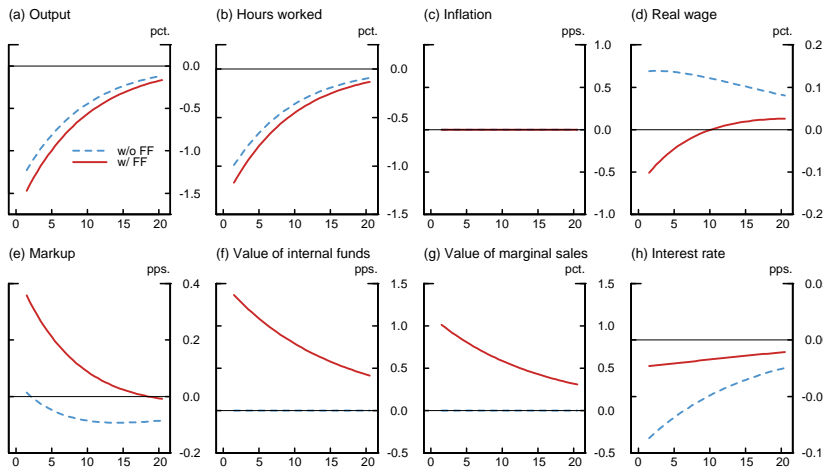 (a) Output
(b) Hours worked
(c) Inflation
(d) Real wage
pct.
pct.
pps.
pct.
0.0
-0.5
-1.0
-1.5
0.0
-0.5
-1.0
-1.5
1.0
0.5
0.0
-0.5
-1.0
0.2
0.1
0.0
-0.1
-0.2
w/o FF
w/ FF
0 5 10 15 20
0 5 10 15 20
0 5 10 15 20
0 5 10 15 20
(e) Markup
(f) Value of internal funds
(g) Value of marginal sales
(h) Interest rate
pps.
pps.
pct.
pps.
0.4
0.2
0.0
-0.2
1.5
1.0
0.5
0.0
-0.5
1.5
1.0
0.5
0.0
-0.5
0.0
-0.1
0 5 10 15 20
0 5 10 15 20
0 5 10 15 20
0 5 10 15 20